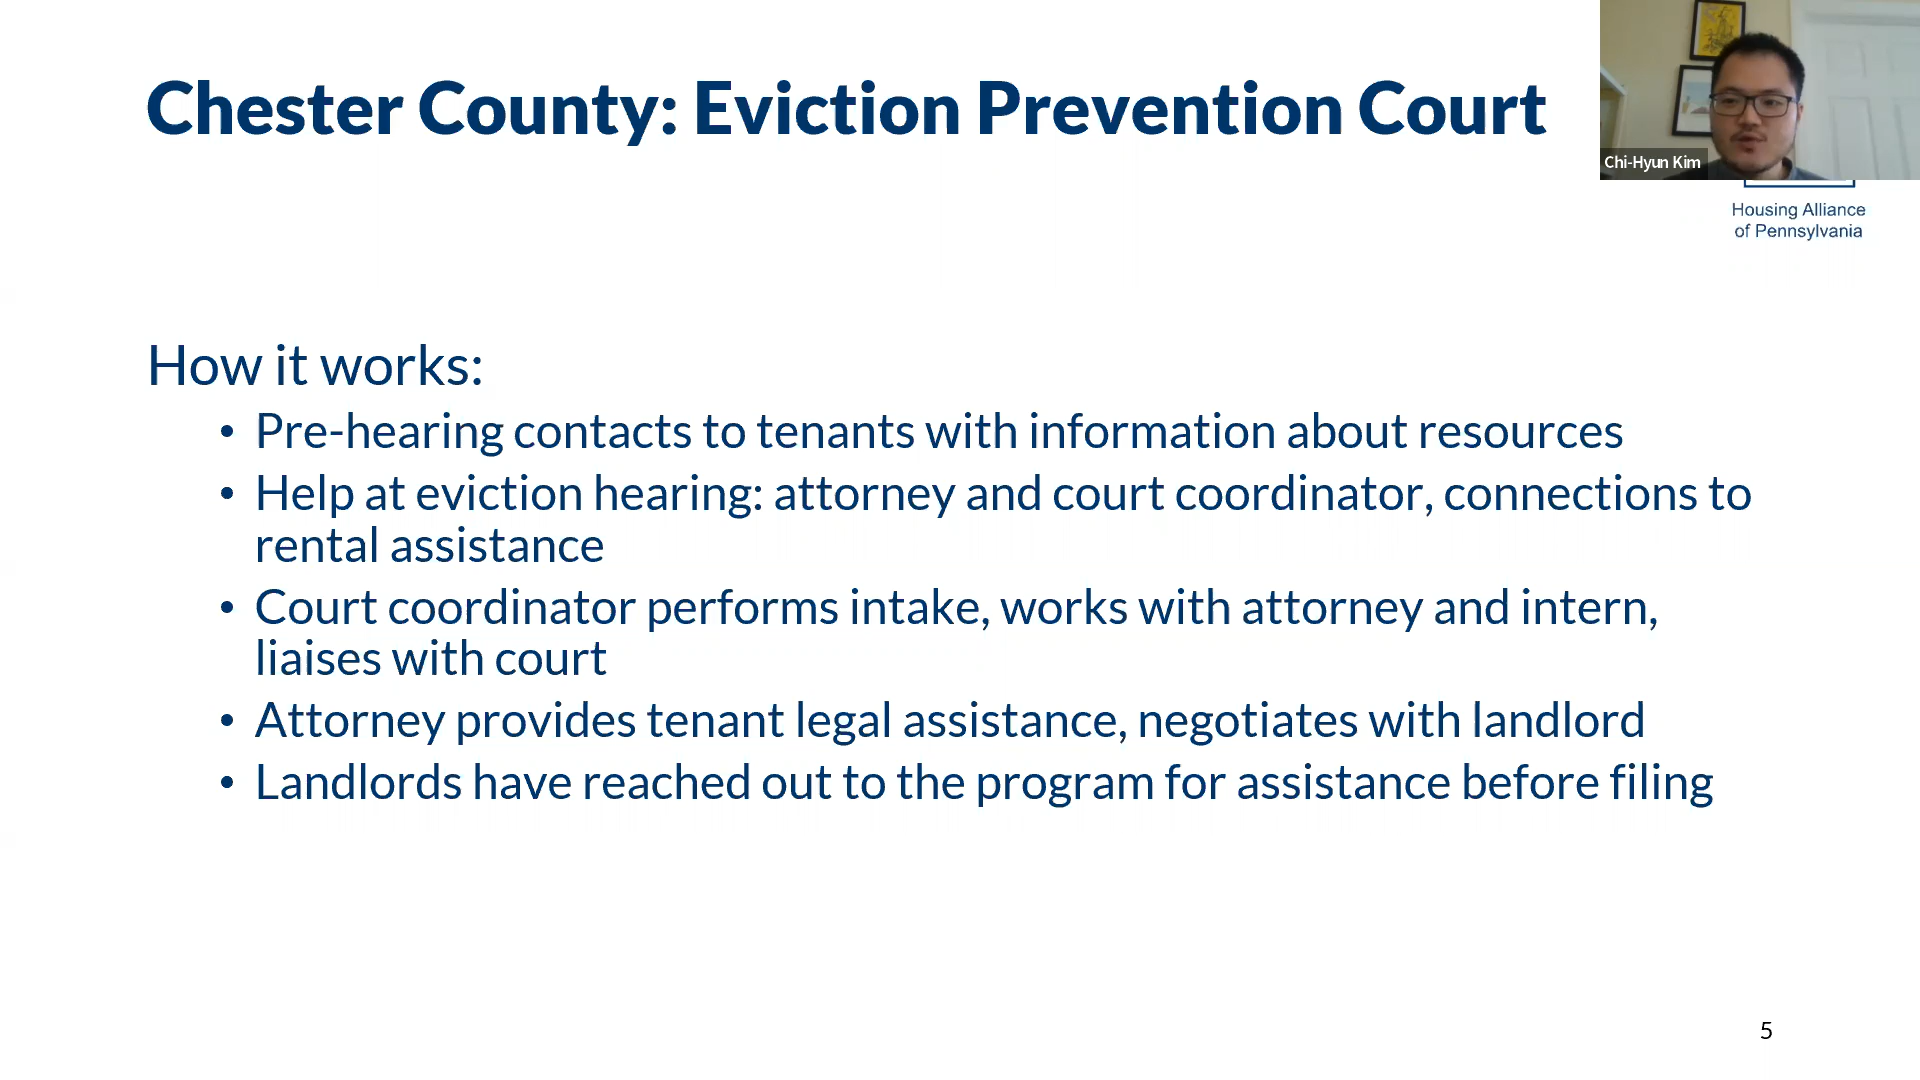 Chester County: Eviction Prevention Court
Chi-Hyun Kim
Housing Alliance
of Pennsylvania
How it works:
• Pre-hearing contacts to tenants with information about resources
• Help at eviction hearing: attorney and court coordinator, connections to
rental assistance
• Court coordinator performs intake, works with attorney and intern,
liaises with court
• Attorney provides tenant legal assistance, negotiates with landlord
• Landlords have reached out to the program for assistance before filing
5